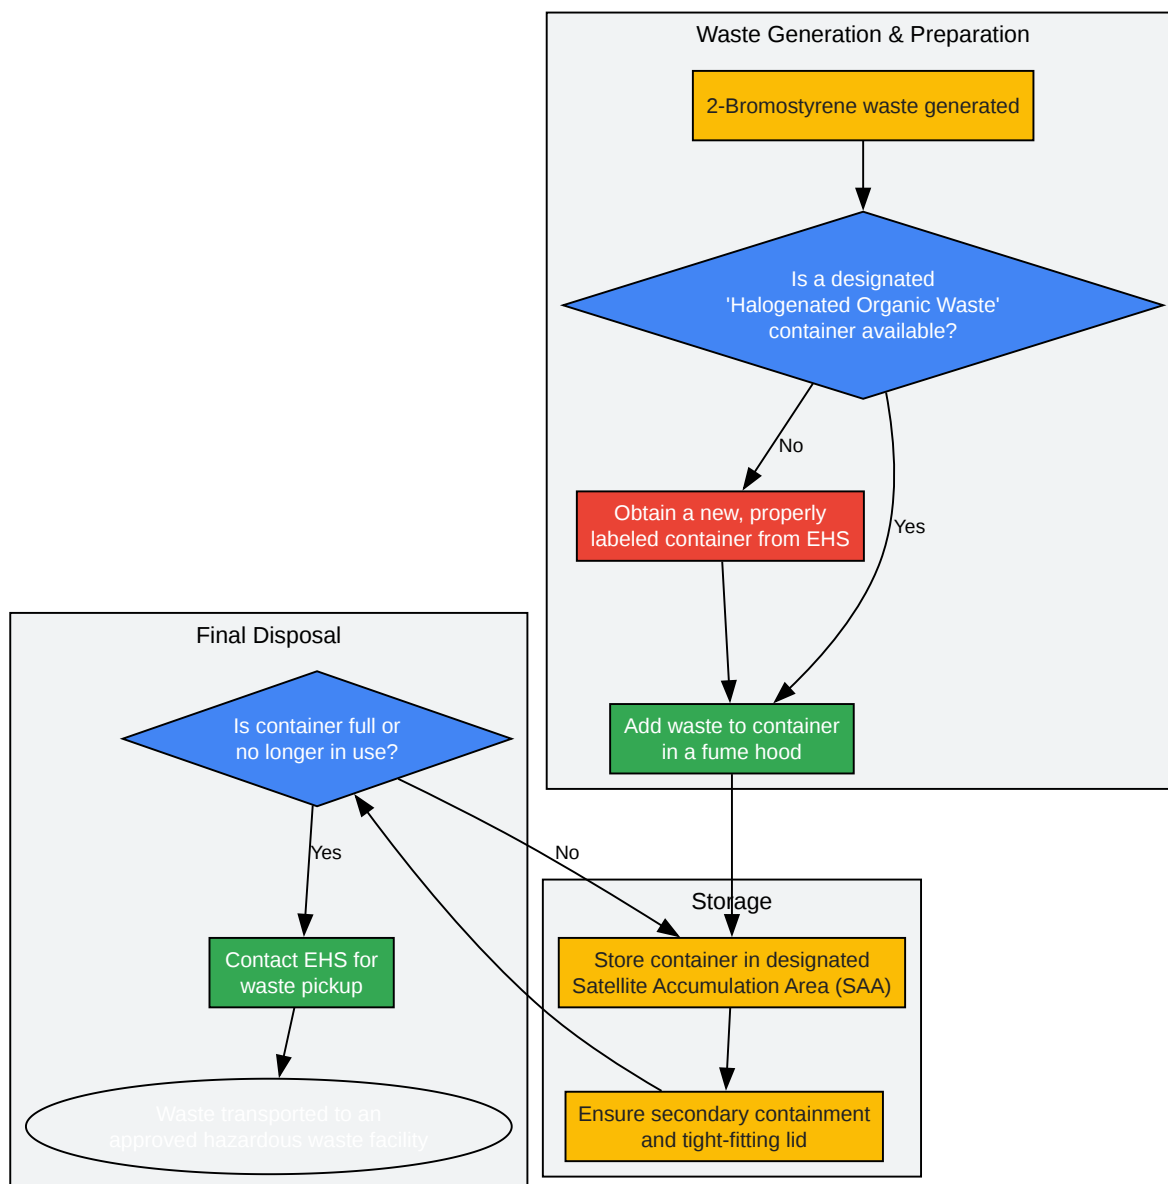 Waste Generation & Preparation
2-Bromostyrene waste generated
Is a designated
'Halogenated Organic Waste'
container available?
No
Obtain a new, properly
labeled container from EHS
Yes
Add waste to container
in a fume hood
Final Disposal
Is container full or
no longer in use?
Yes
No
Contact EHS for
waste pickup
Waste transported to an
approved hazardous waste facility
Storage
Store container in designated
Satellite Accumulation Area (SAA)
Ensure secondary containment
and tight-fitting lid